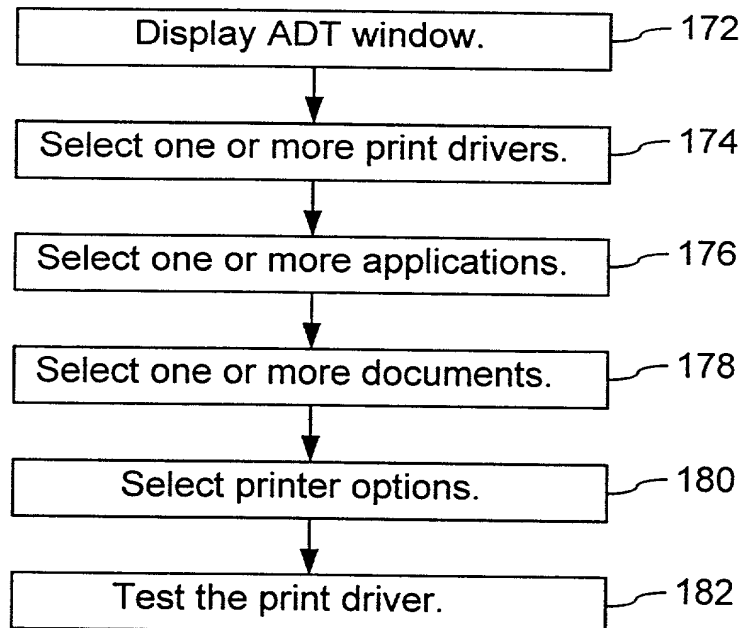 Display ADT window. 172
Select one or more print drivers. 174
Select one or more applications. 176
Select one or more documents. 178
Select printer options. 180
Test the print driver. 182